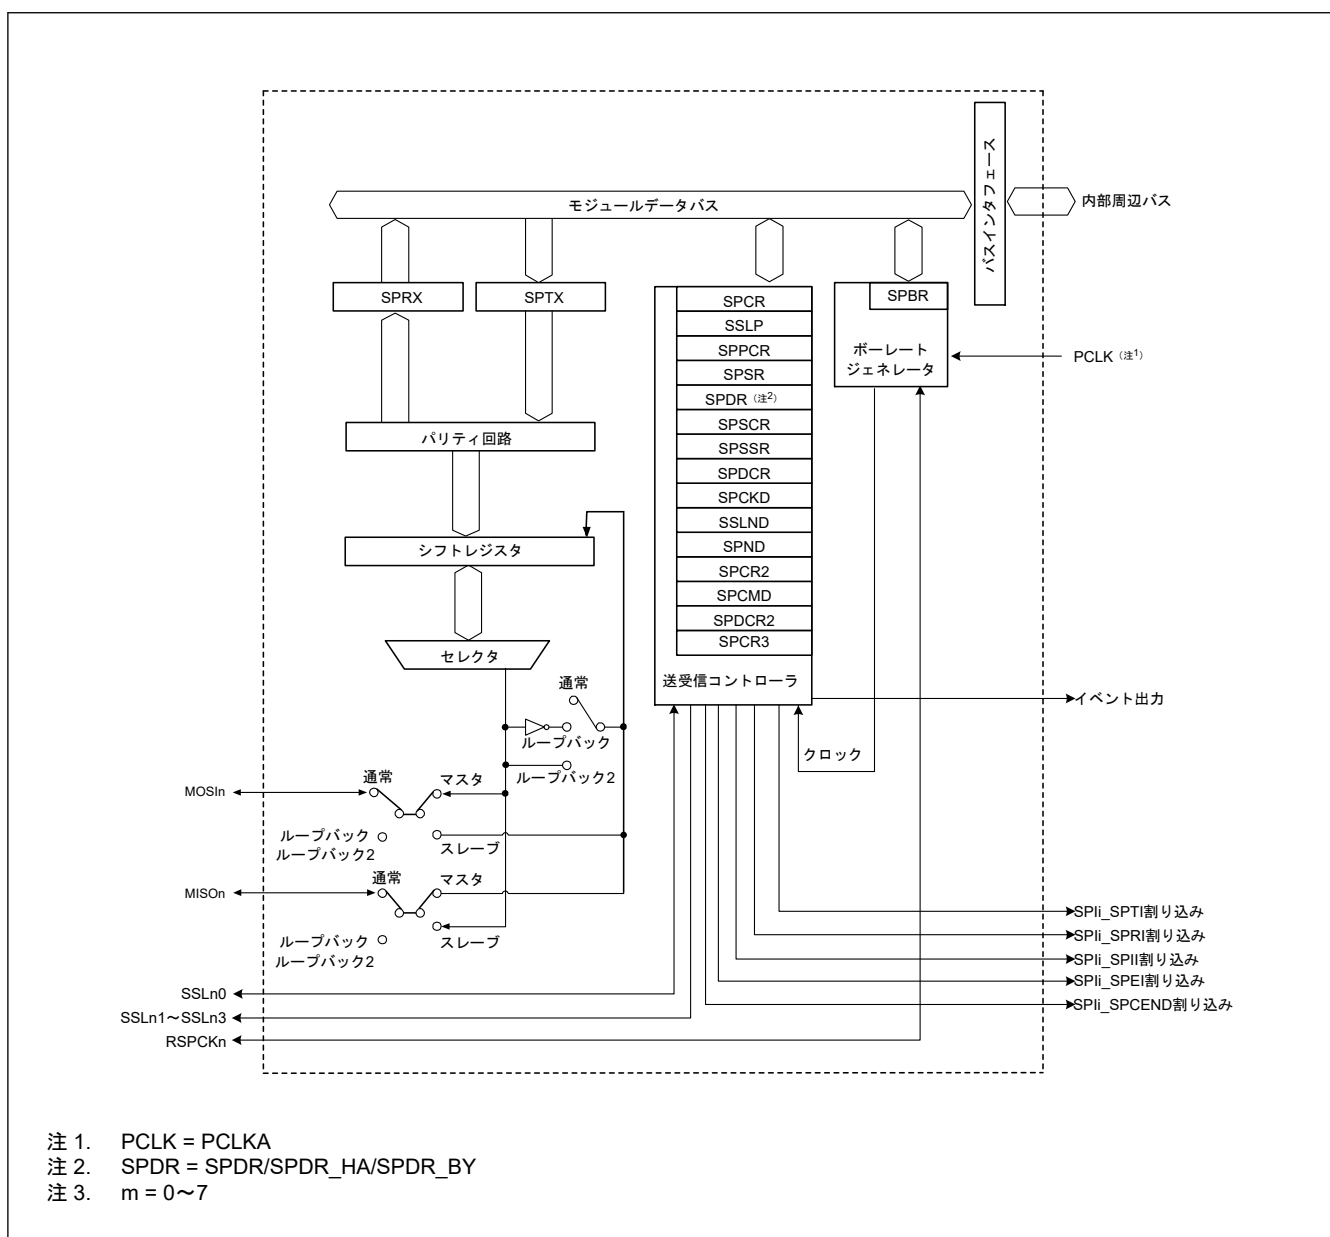 バスインタフェース
モジュールデータバス
内部周辺バス
SPRX
SPTX
SPCR
SSLP
SPPCR
SPSR
SPDR（注2）
SPSCR
SPSSR
SPDCR
SPCKD
SSLND
SPND
SPCR2
SPCMD
SPDCR2
SPCR3
送受信コントローラ
SPBR
ボーレート
ジェネレータ
PCLK（注1）
パリティ回路
シフトレジスタ
セレクタ
通常
ループバック
ループバック2
クロック
イベント出力
MOSIn
通常
マスタ
ループバック
ループバック2
スレーブ
MISOn
通常
マスタ
ループバック
ループバック2
スレーブ
SSLn0
SSLn1～SSLn3
RSPCKn
SPIi_SPTI割り込み
SPIi_SPRI割り込み
SPIi_SPII割り込み
SPIi_SPEI割り込み
SPIi_SPCEND割り込み
注 1. PCLK = PCLKA
注 2. SPDR = SPDR/SPDR_HA/SPDR_BY
注 3. m = 0～7